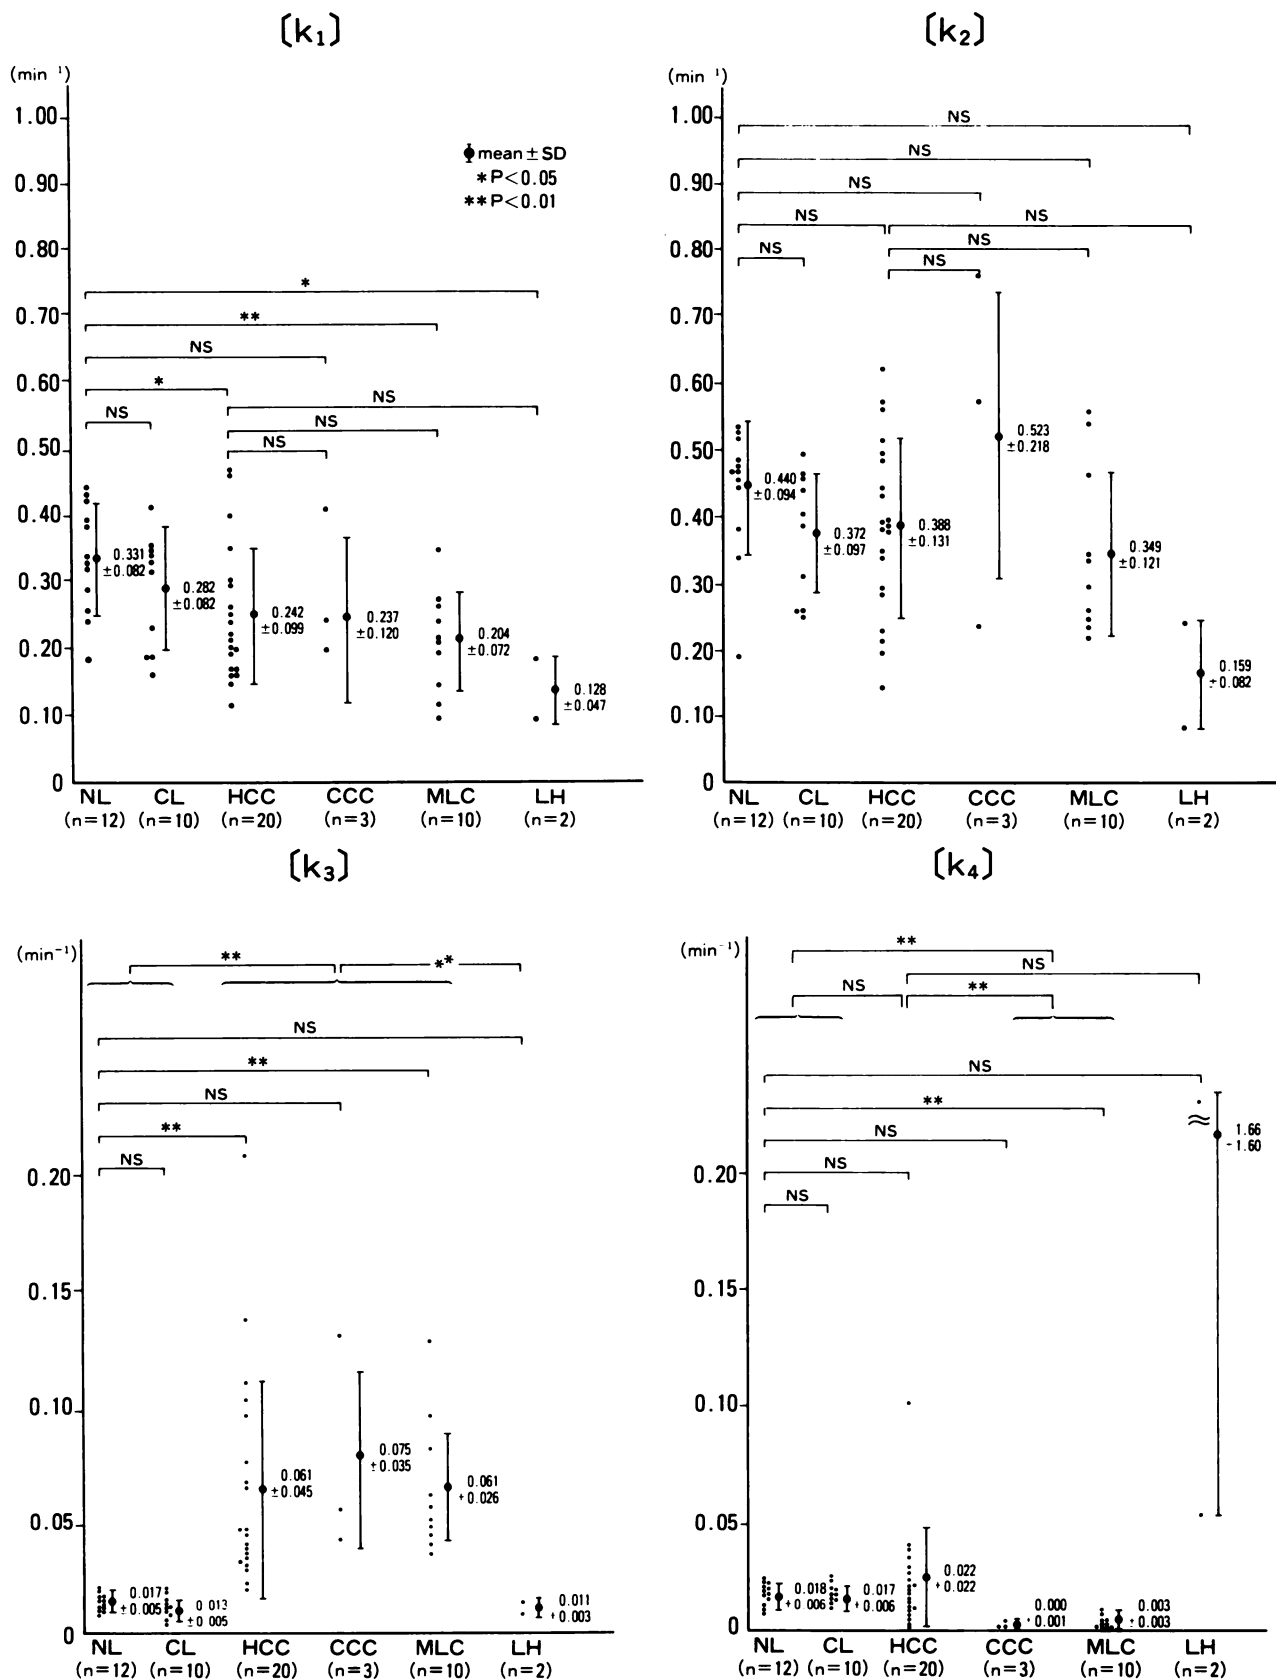 [k₁]
(min⁻¹)
1.00
0.90
0.80
0.70
0.60
0.50
0.40
0.30
0.20
0.10
0
mean ± SD
*P<0.05
**P<0.01
*
**
NS
*
NS
NS
NS
NS
0.331
±0.082
0.282
±0.082
0.242
±0.099
0.237
±0.120
0.204
±0.072
0.128
±0.047
NL CL HCC CCC MLC LH
(n=12) (n=10) (n=20) (n=3) (n=10) (n=2)
[k₂]
(min⁻¹)
1.00
0.90
0.80
0.70
0.60
0.50
0.40
0.30
0.20
0.10
0
NS
NS
NS
NS NS
NS
NS NS
0.440
±0.094
0.372
±0.097
0.388
±0.131
0.523
±0.218
0.349
±0.121
0.159
±0.082
NL CL HCC CCC MLC LH
(n=12) (n=10) (n=20) (n=3) (n=10) (n=2)
[k₃]
(min⁻¹)
** **
NS
**
NS
**
NS
0.20
0.15
0.10
0.05
0
0.017
±0.005
0.013
±0.005
0.061
±0.045
0.075
±0.035
0.061
+0.026
0.011
+0.003
NL CL HCC CCC MLC LH
(n=12) (n=10) (n=20) (n=3) (n=10) (n=2)
[k₄]
(min⁻¹)
**
NS
NS **
NS
**
NS
NS
NS
0.20
0.15
0.10
0.05
0
0.018
+0.006
0.017
+0.006
0.022
+0.022
0.000
+0.001
0.003
±0.003
1.66
-1.60
NL CL HCC CCC MLC LH
(n=12) (n=10) (n=20) (n=3) (n=10) (n=2)